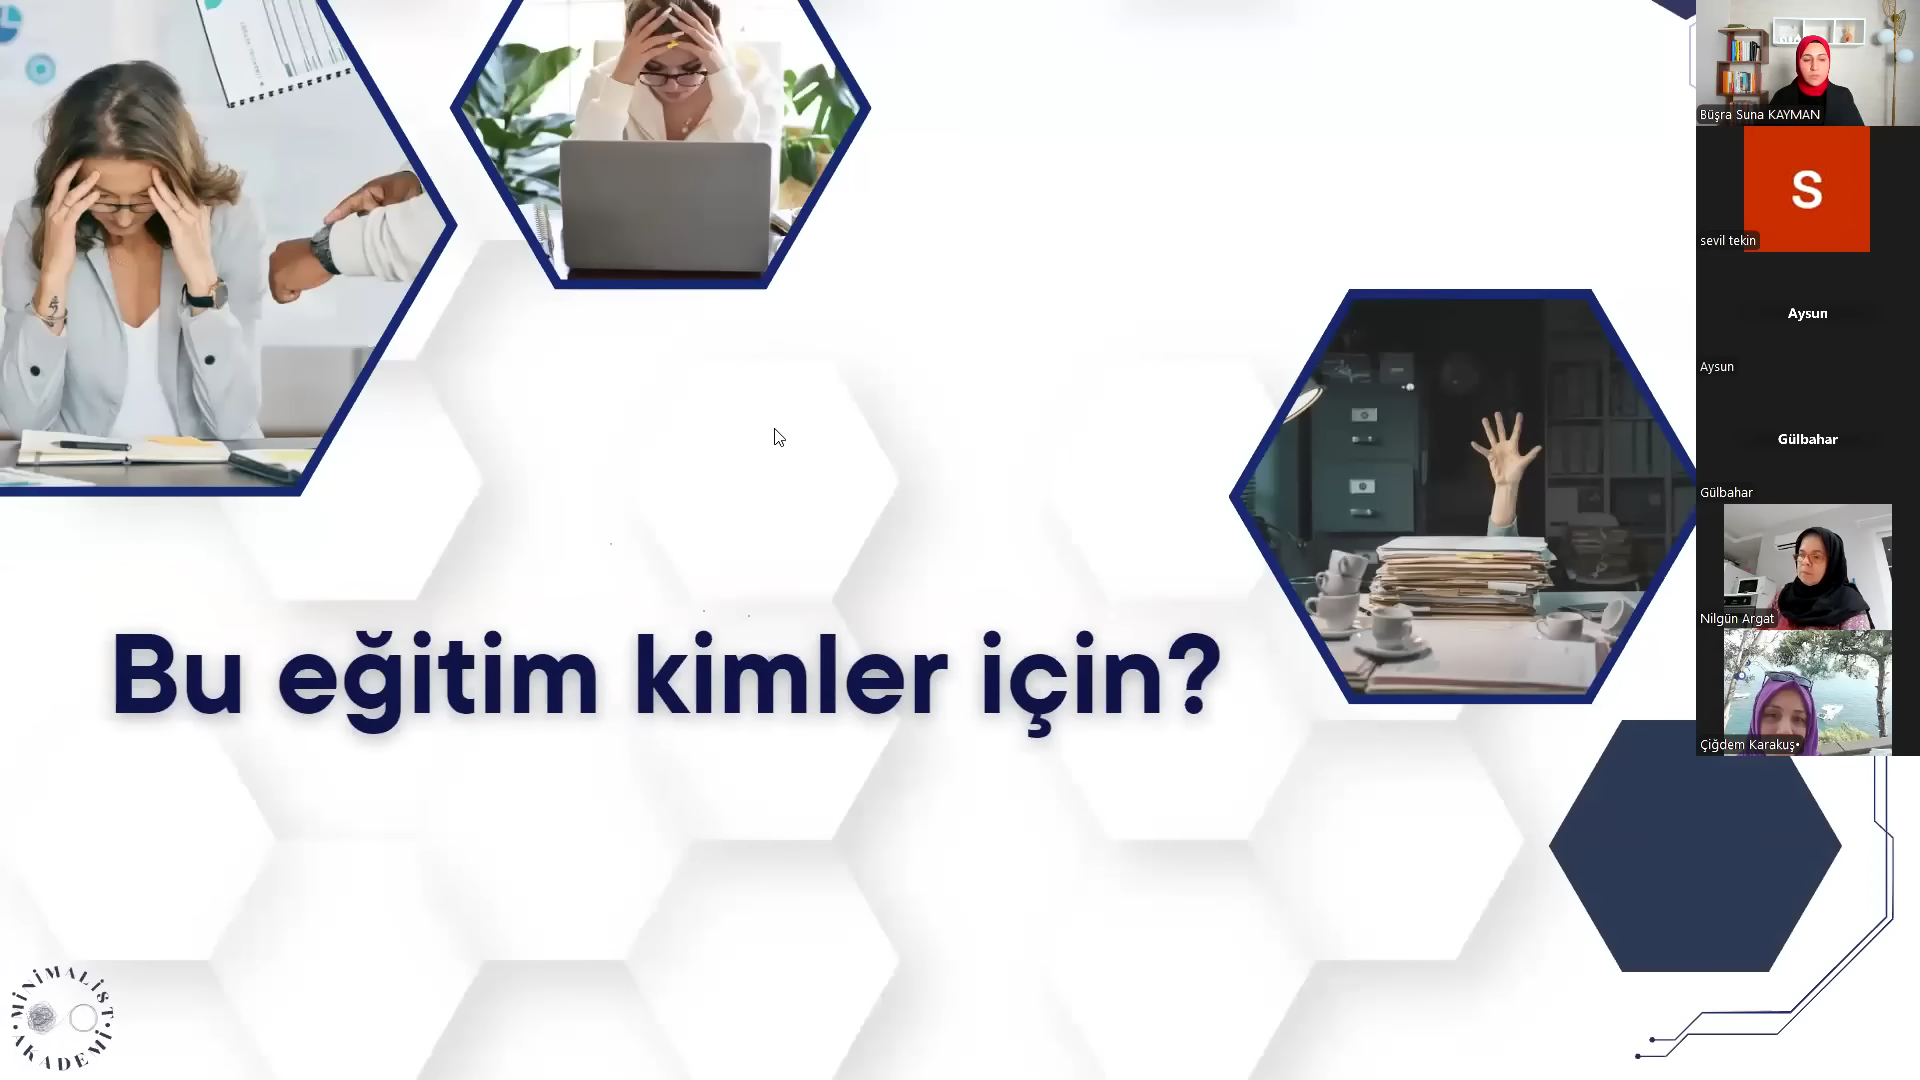 Bu eğitim kimler için?
MİNİMALİST
AKADEMİ
Büşra Suna KAYMAN
S
sevil tekin
Aysun
Aysun
Gülbahar
Gülbahar
Nilgün Argat
Çiğdem Karakuş•